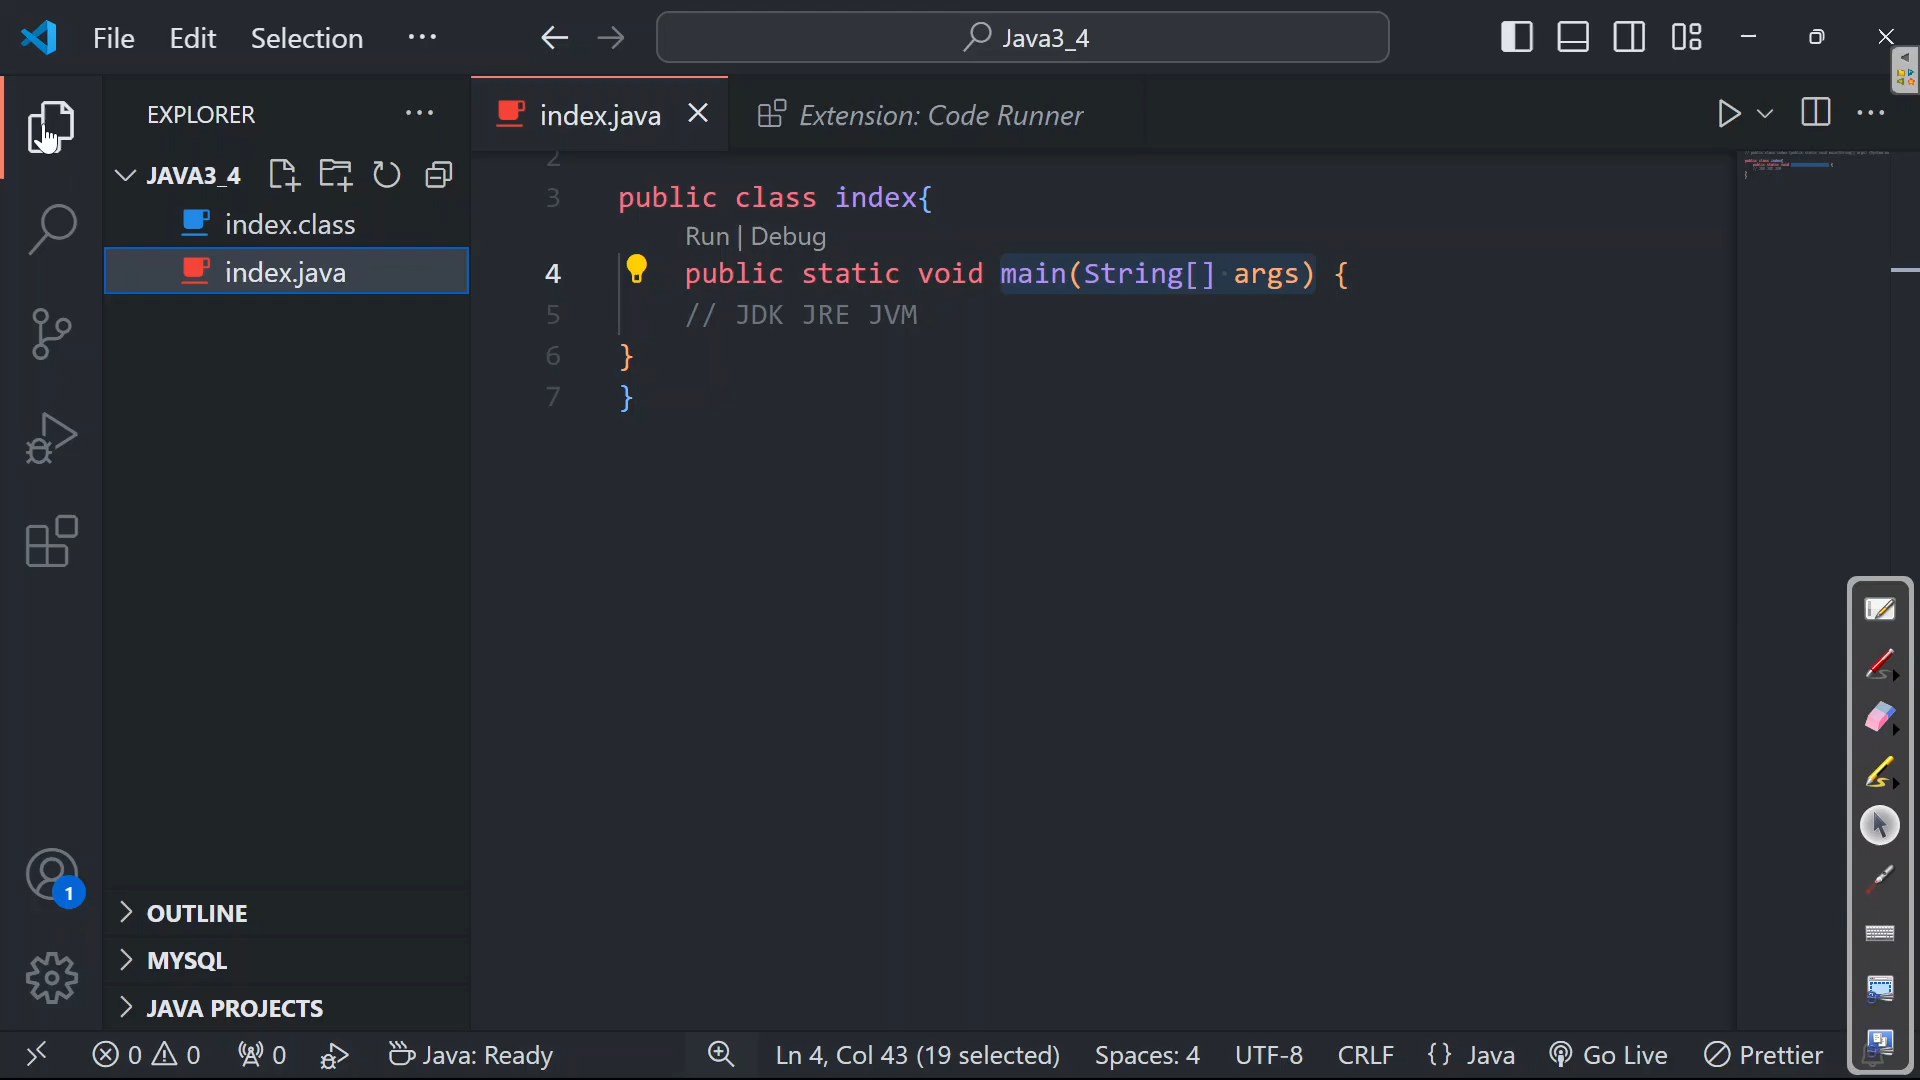 File Edit Selection ··· Java3_4
EXPLORER ···
index.java Extension: Code Runner ···
JAVA3_4
index.class
index.java
2
3 public class index{
Run | Debug
4 public static void main(String[] args) {
5 // JDK JRE JVM
6 }
7 }
1
OUTLINE
MYSQL
JAVA PROJECTS
0 0 0 Java: Ready Ln 4, Col 43 (19 selected) Spaces: 4 UTF-8 CRLF {} Java Go Live Prettier